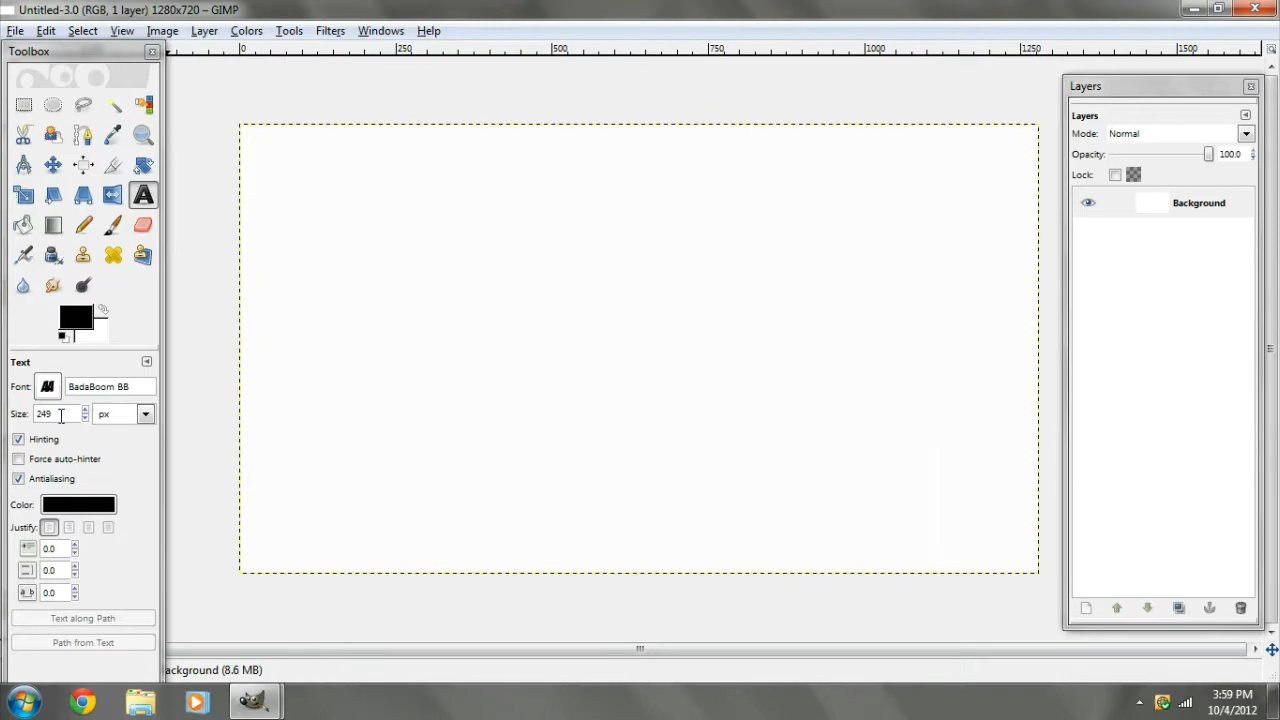 Untitled-3.0 (RGB, 1 layer) 1280x720 – GIMP
File Edit Select View Image Layer Colors Tools Filters Windows Help
Toolbox
0 250 500 750 1000 1250 1500
Layers
Layers
Mode: Normal
Opacity: 100.0
Lock:
Background
Text
Font: BadaBoom BB
Size: 249 px
Hinting
Force auto-hinter
Antialiasing
Color:
Justify:
0.0
0.0
a_b 0.0
Text along Path
Path from Text
ackground (8.6 MB)
3:59 PM
10/4/2012